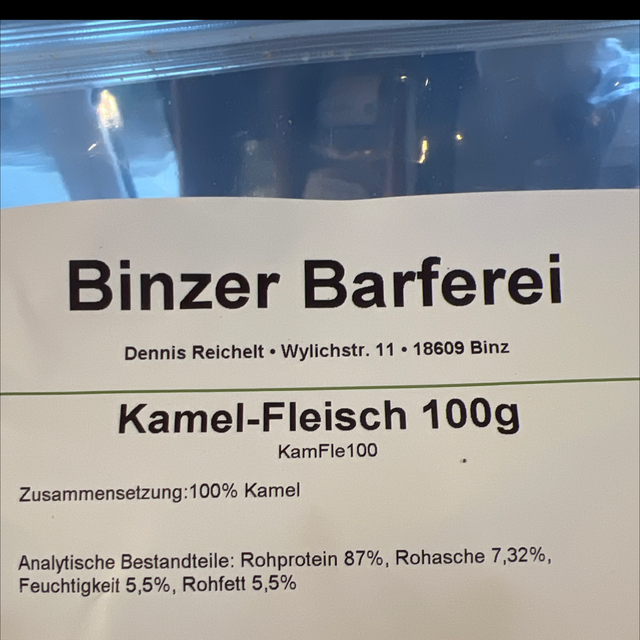 Binzer Barferei
Dennis Reichelt • Wylichstr. 11 • 18609 Binz
Kamel-Fleisch 100g
KamFle100
Zusammensetzung:100% Kamel
Analytische Bestandteile: Rohprotein 87%, Rohasche 7,32%,
Feuchtigkeit 5,5%, Rohfett 5,5%